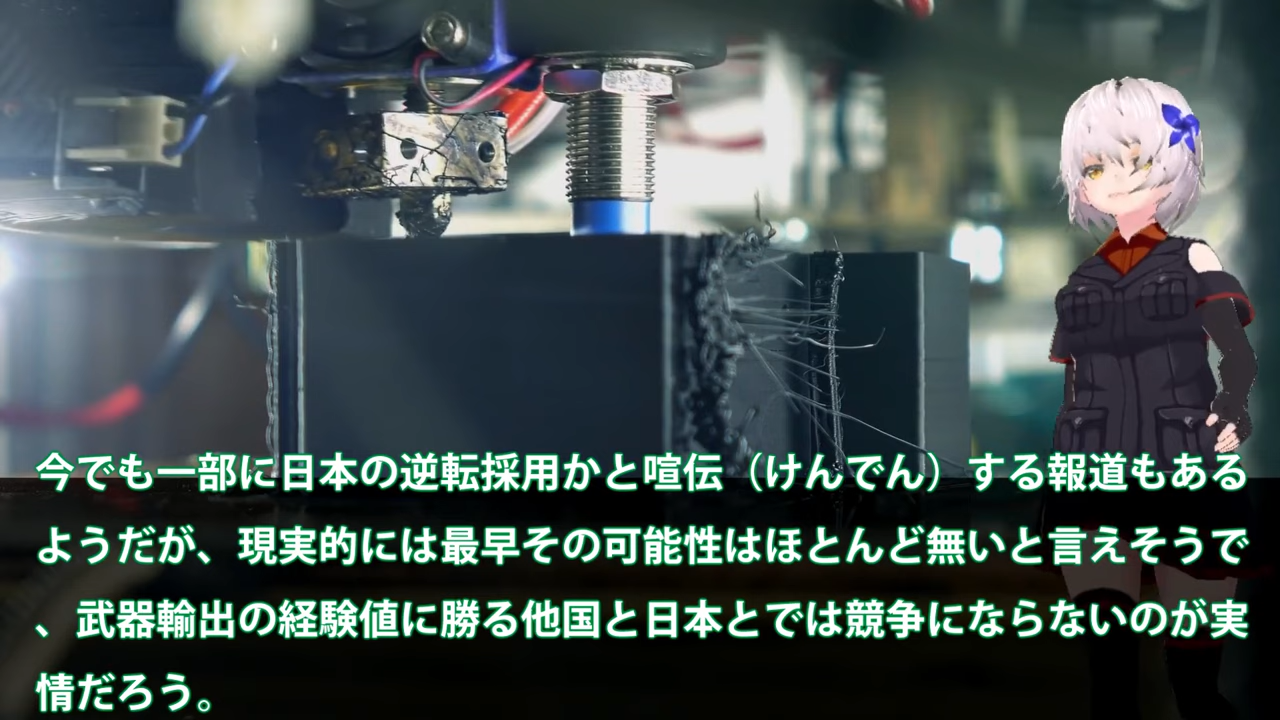 今でも一部に日本の逆転採用かと喧伝（けんでん）する報道もある
ようだが、現実的には最早その可能性はほとんど無いと言えそうで
、武器輸出の経験値に勝る他国と日本とでは競争にならないのが実
情だろう。